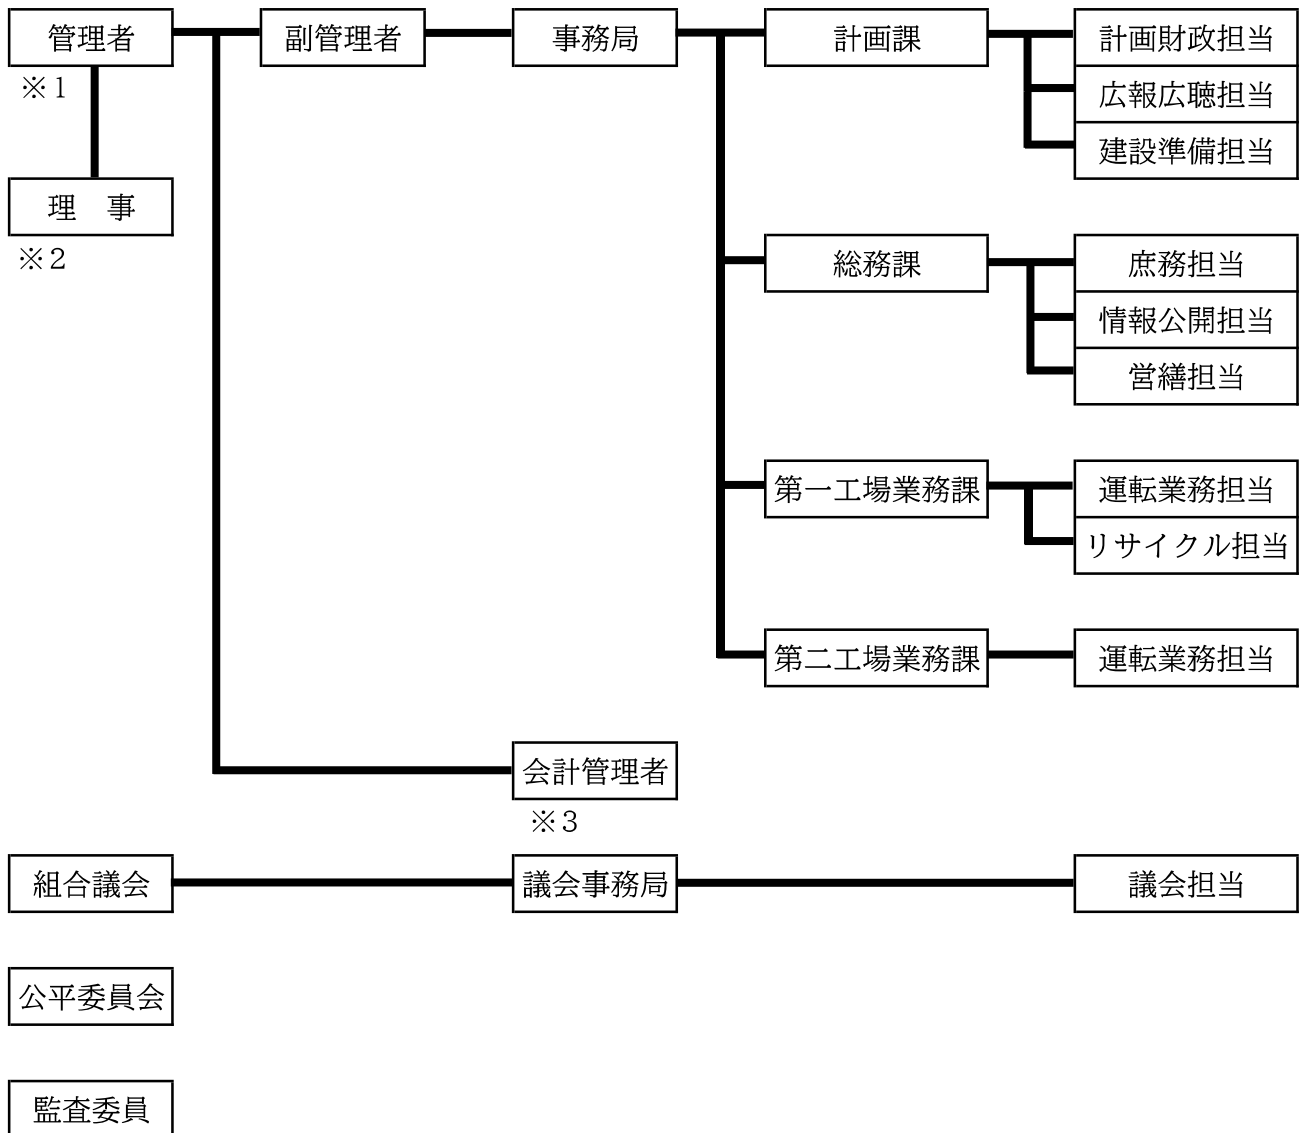 管理者
副管理者
事務局
計画課
計画財政担当
※1
広報広聴担当
建設準備担当
理　事
※2
総務課
庶務担当
情報公開担当
営繕担当
第一工場業務課
運転業務担当
リサイクル担当
第二工場業務課
運転業務担当
会計管理者
※3
組合議会
議会事務局
議会担当
公平委員会
監査委員